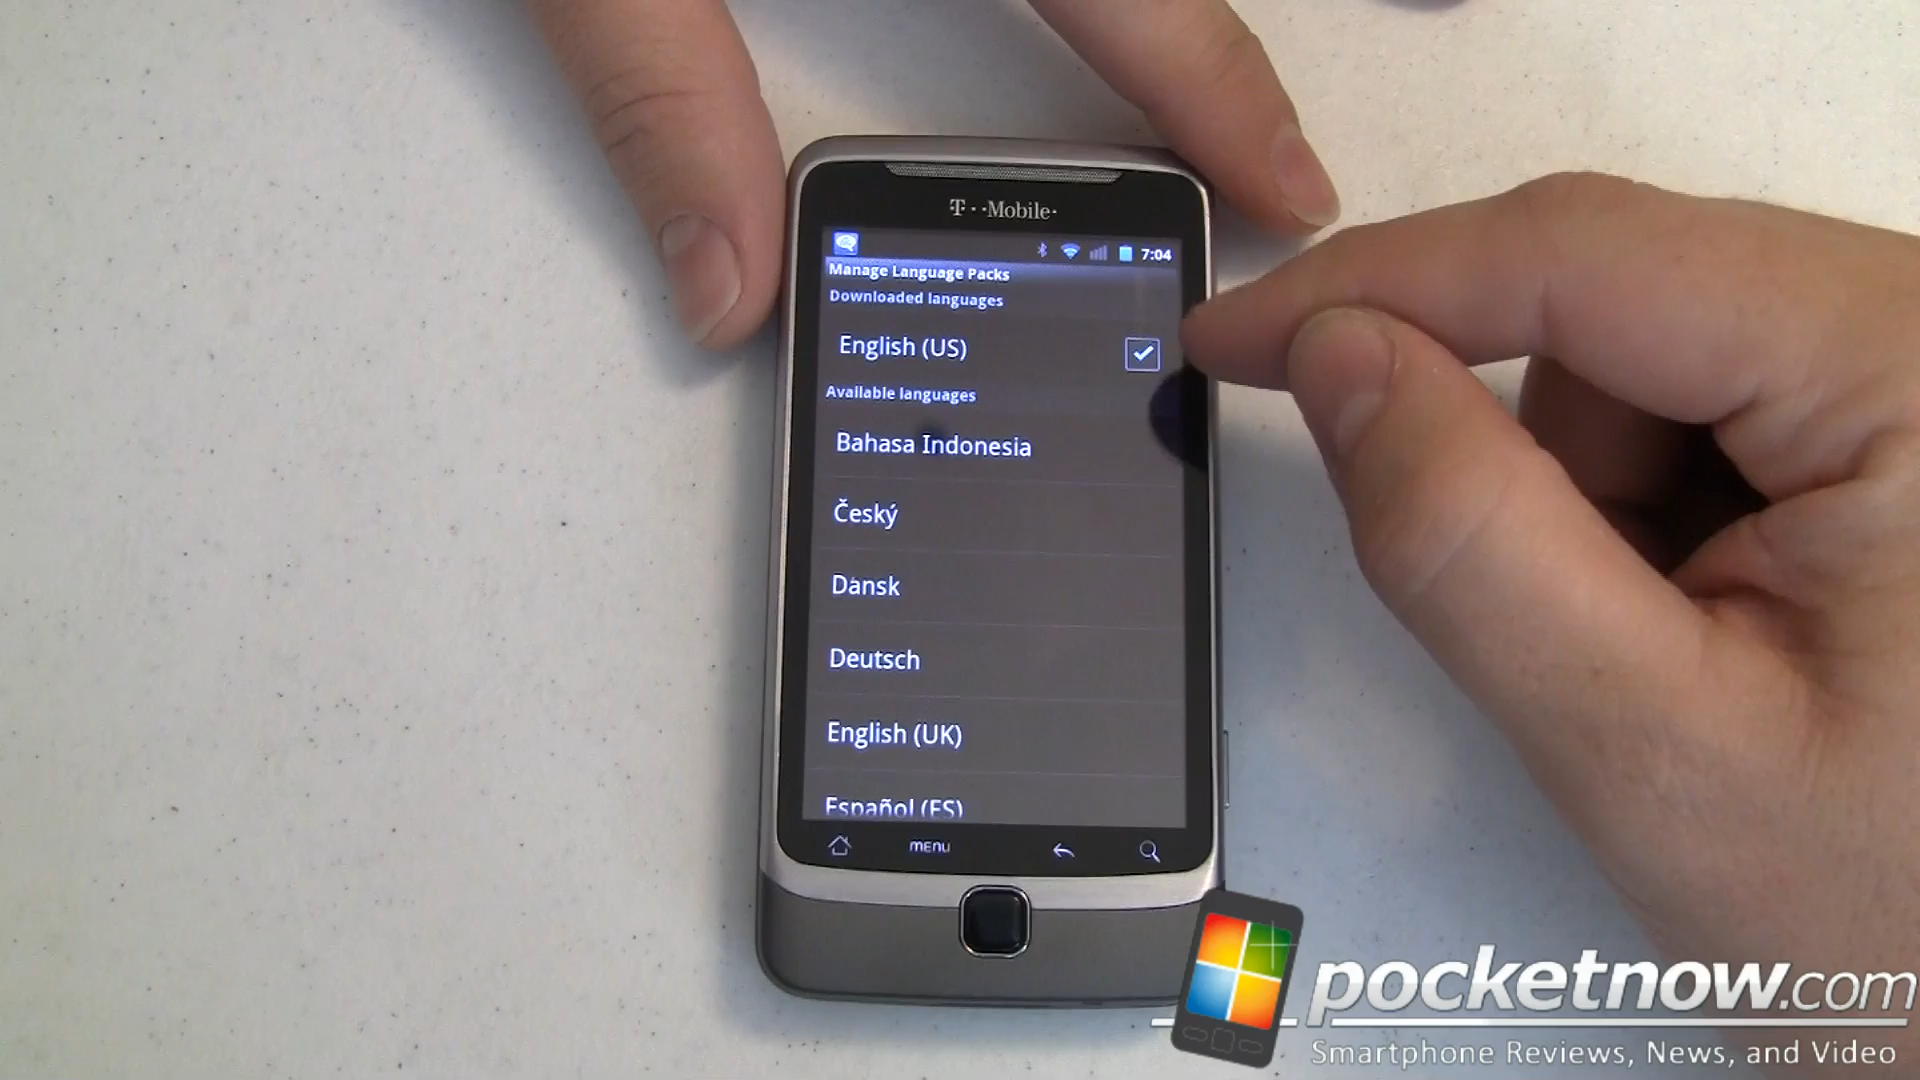 T··Mobile·
7:04
Manage Language Packs
Downloaded languages
English (US)
Available languages
Bahasa Indonesia
Český
Dansk
Deutsch
English (UK)
Español (ES)
MENU
pocketnow.com
Smartphone Reviews, News, and Video